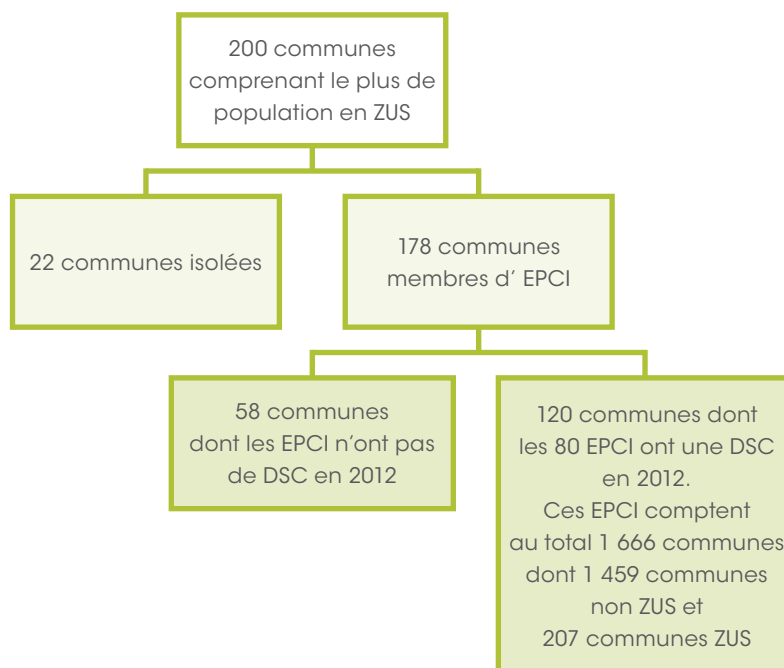 200 communes
comprenant le plus de
population en ZUS
22 communes isolées
178 communes
membres d’ EPCI
58 communes
dont les EPCI n’ont pas
de DSC en 2012
120 communes dont
les 80 EPCI ont une DSC
en 2012.
Ces EPCI comptent
au total 1 666 communes
dont 1 459 communes
non ZUS et
207 communes ZUS